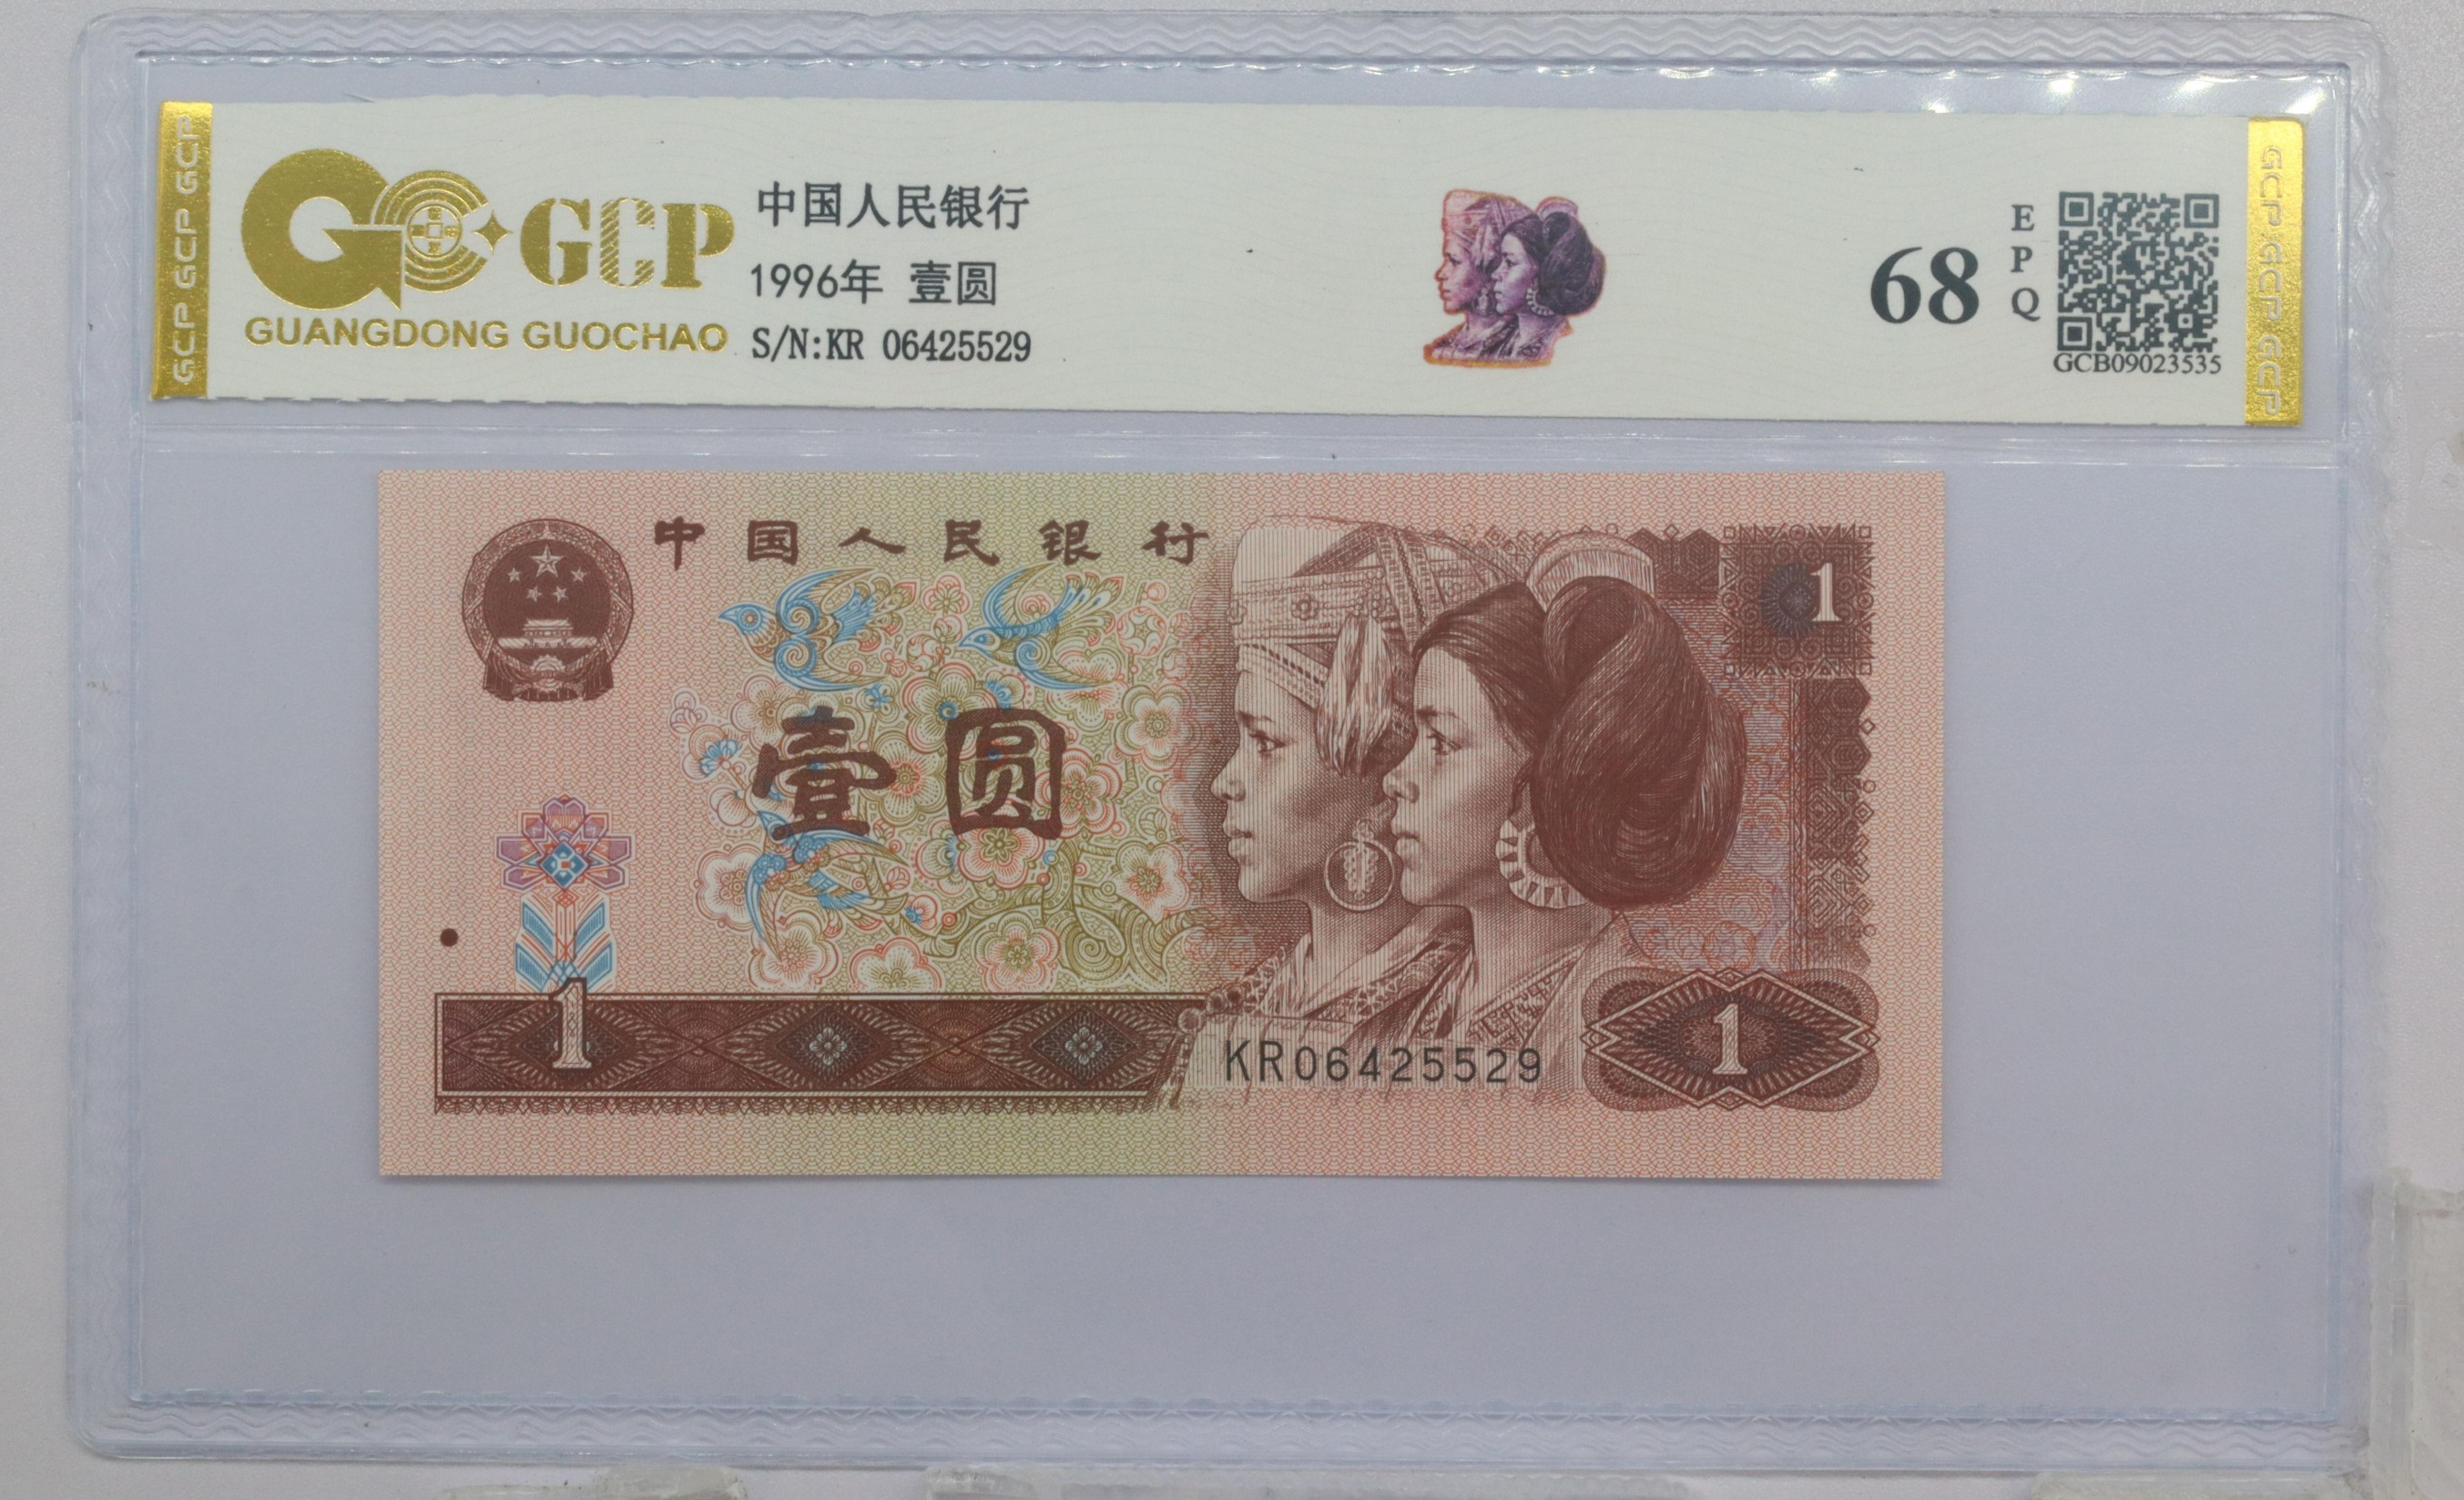 GCP GCP GCP
GCP
GUANGDONG GUOCHAO
中国人民银行
1996年 壹圆
S/N:KR 06425529
68
EPQ
GCB09023535
GCP GCP GCP
中国人民银行
1
壹圆
1
KR06425529
1